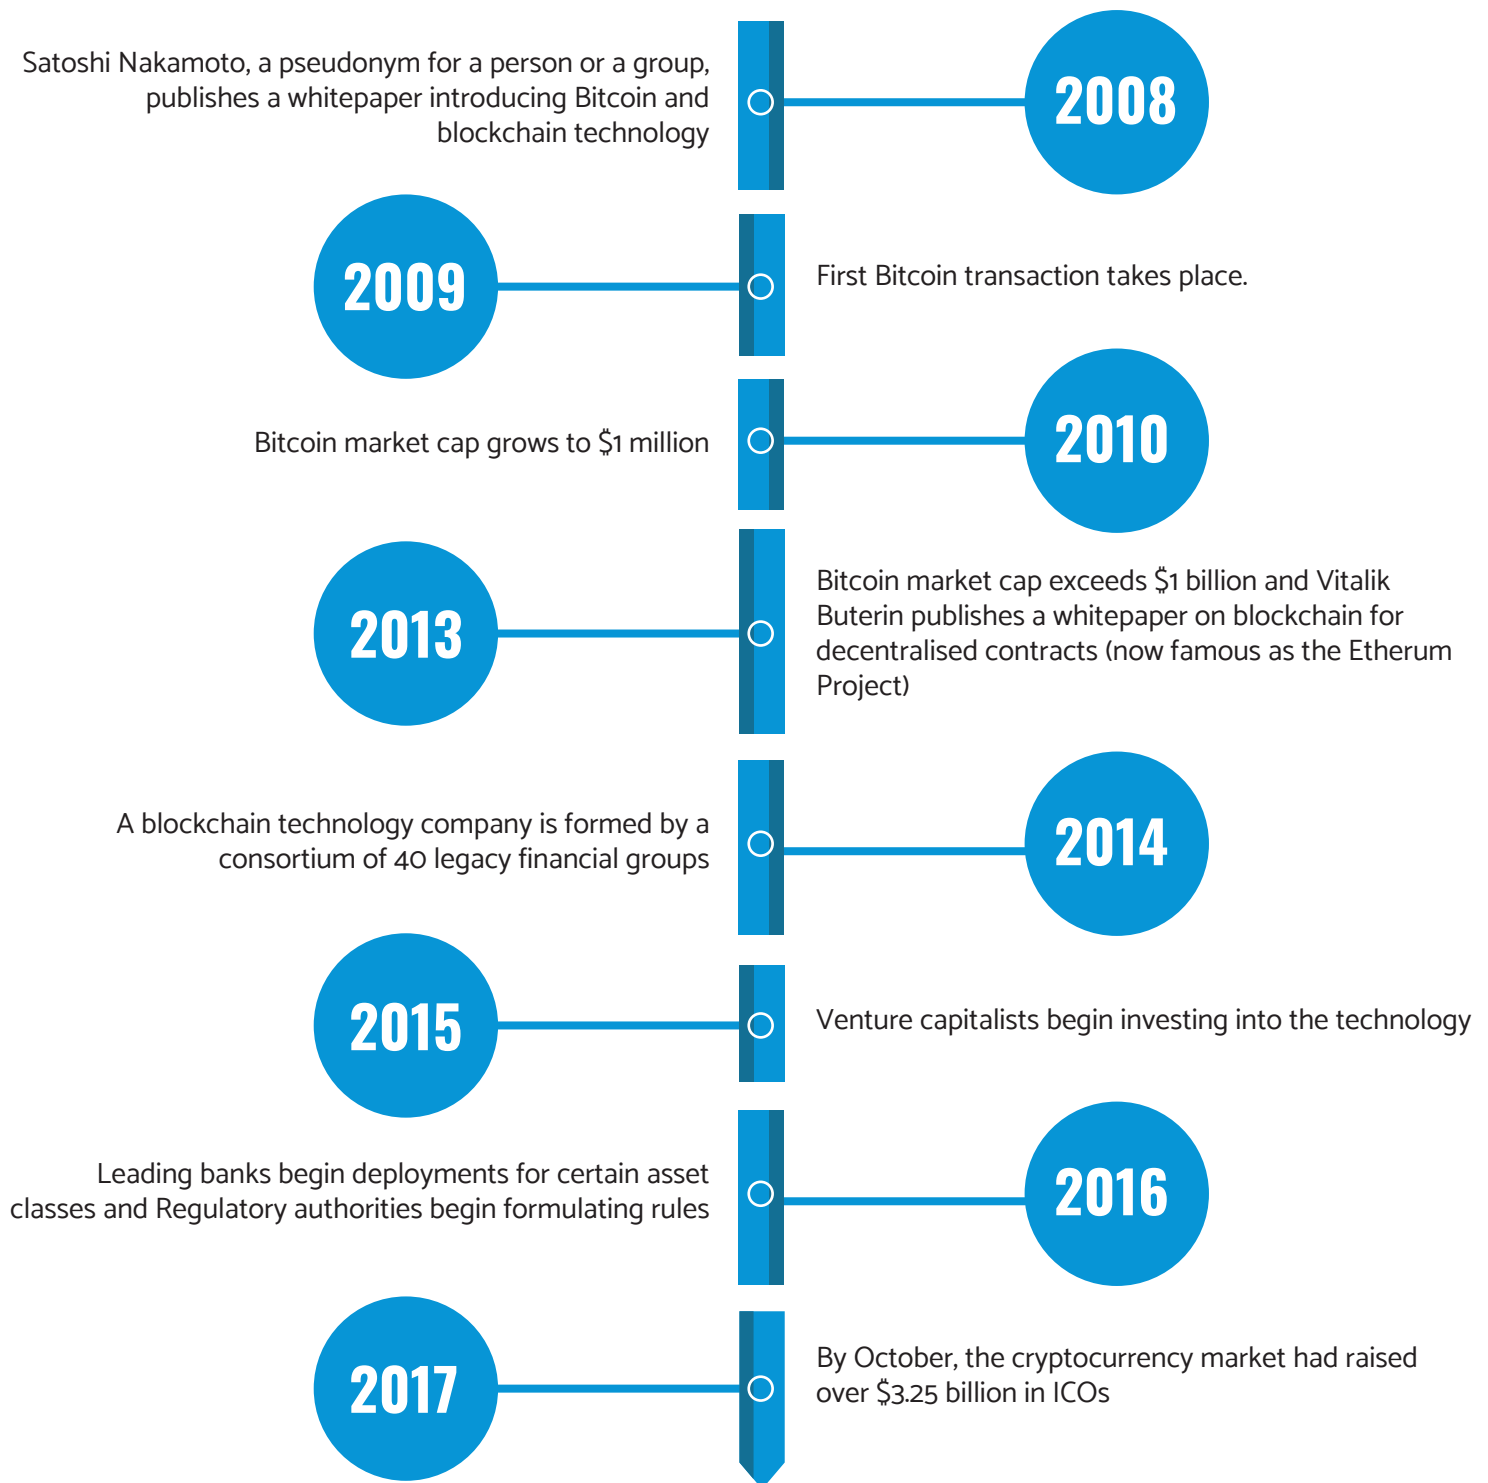 Satoshi Nakamoto, a pseudonym for a person or a group,
publishes a whitepaper introducing Bitcoin and
blockchain technology
2008
2009
First Bitcoin transaction takes place.
Bitcoin market cap grows to $1 million
2010
2013
Bitcoin market cap exceeds $1 billion and Vitalik
Buterin publishes a whitepaper on blockchain for
decentralised contracts (now famous as the Etherum
Project)
A blockchain technology company is formed by a
consortium of 40 legacy financial groups
2014
2015
Venture capitalists begin investing into the technology
Leading banks begin deployments for certain asset
classes and Regulatory authorities begin formulating rules
2016
2017
By October, the cryptocurrency market had raised
over $3.25 billion in ICOs